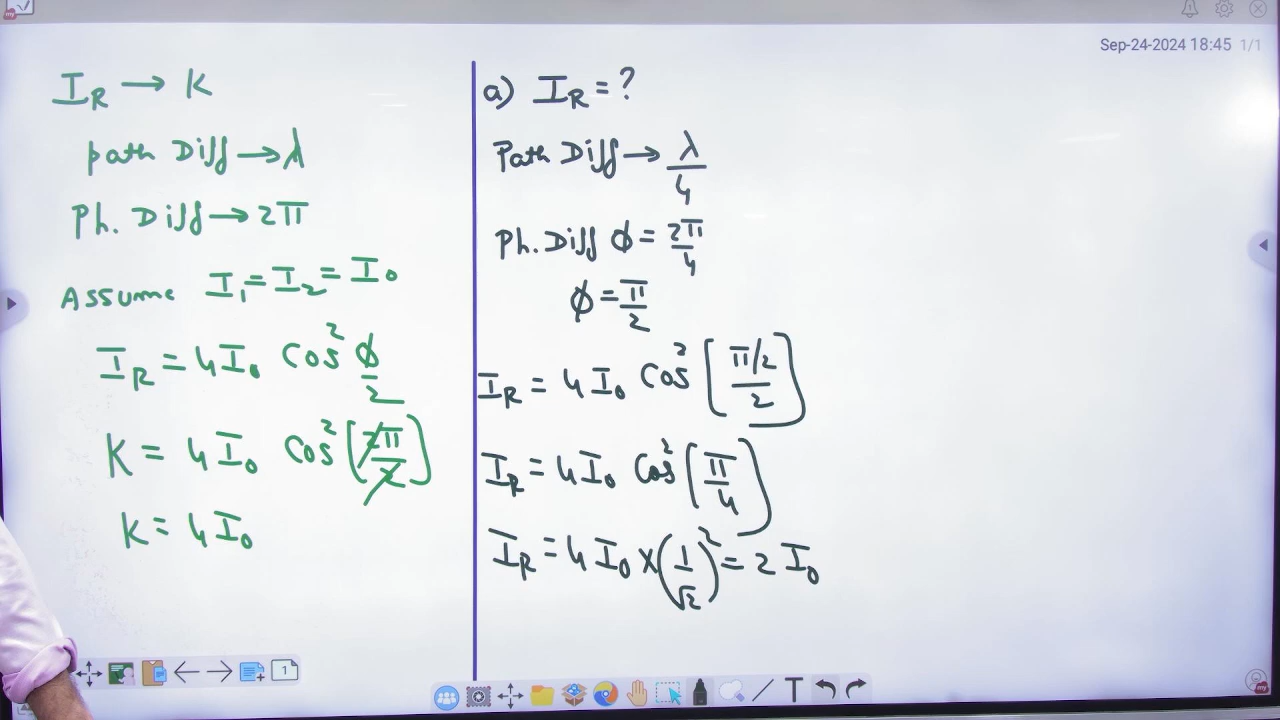 Sep-24-2024 18:45 1/1
I_R → K
path Diff → λ
Ph. Diff → 2π
Assume I₁ = I₂ = I₀
I_R = 4I₀ Cos² φ/2
K = 4I₀ Cos² [2π/2]
K = 4I₀
a) I_R = ?
Path Diff → λ/4
Ph. Diff φ = 2π/4
φ = π/2
I_R = 4I₀ Cos² [π/2/2]
I_R = 4I₀ Cos² [π/4]
I_R = 4I₀ × (1/√2)² = 2I₀
1
T